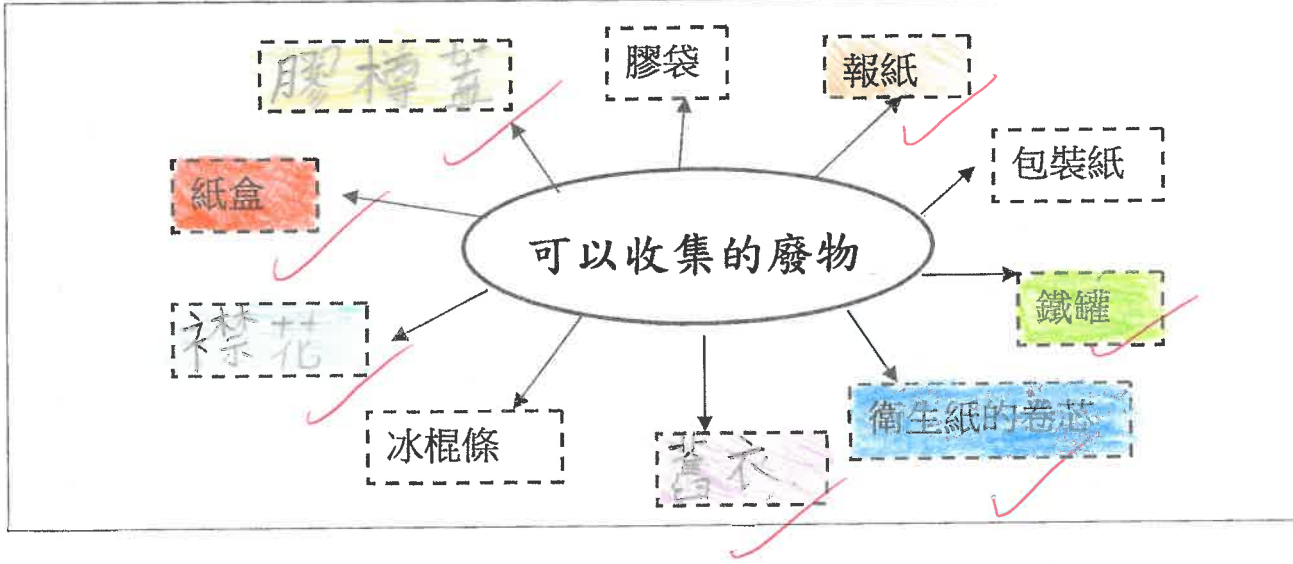 膠樽蓋
膠袋
報紙
包裝紙
紙盒
可以收集的廢物
鐵罐
襟花
衛生紙的卷芯
冰棍條
舊衣